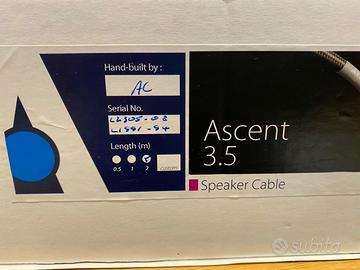 Hand-built by :
AC
Serial No.
Length (m)
0.5 1 2 custom
Ascent
3.5
Speaker Cable
subito